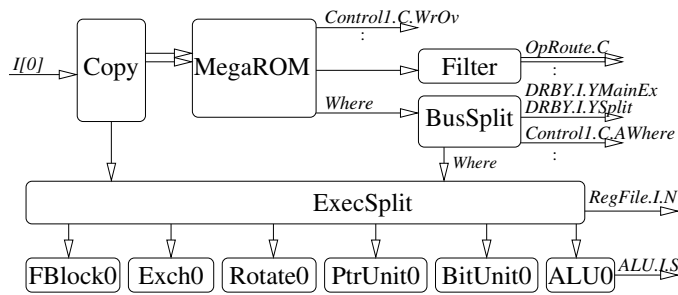 Control1.C.WrOv
:
I[0]
Copy
MegaROM
Filter
OpRoute.C
:
Where
DRBY.I.YMainEx
DRBY.I.YSplit
BusSplit
Control1.C.AWhere
:
Where
ExecSplit
RegFile.I.N
FBlock0
Exch0
Rotate0
PtrUnit0
BitUnit0
ALU0
ALU.I.S